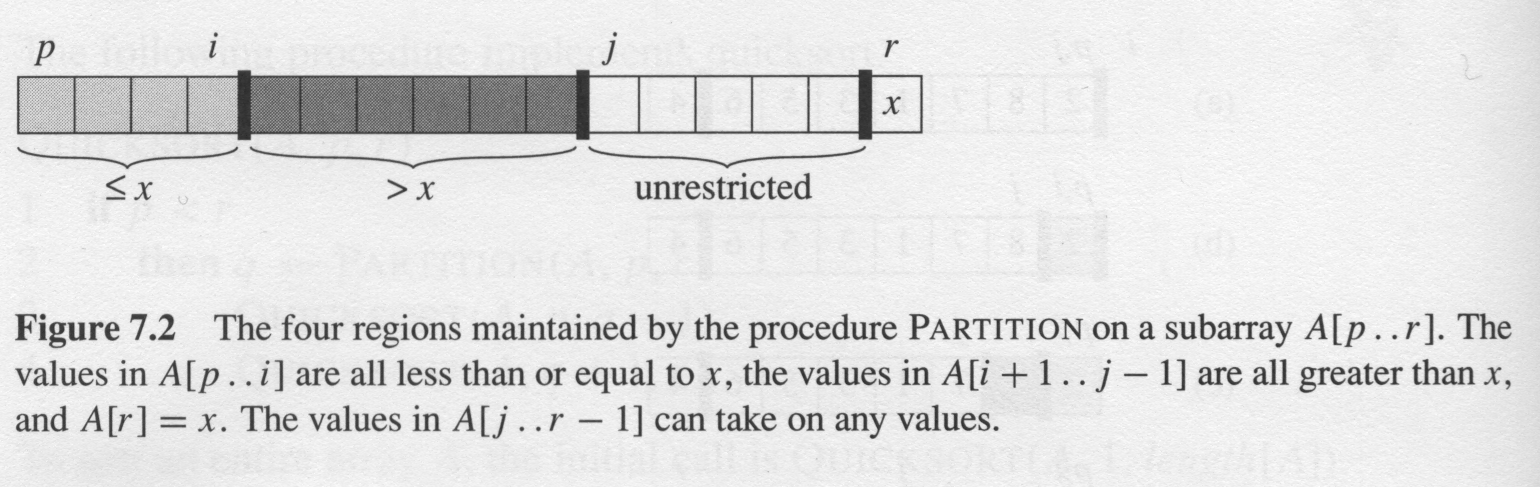 p i j r
x
≤ x > x unrestricted
Figure 7.2 The four regions maintained by the procedure PARTITION on a subarray A[p..r]. The
values in A[p..i] are all less than or equal to x, the values in A[i + 1..j − 1] are all greater than x,
and A[r] = x. The values in A[j..r − 1] can take on any values.